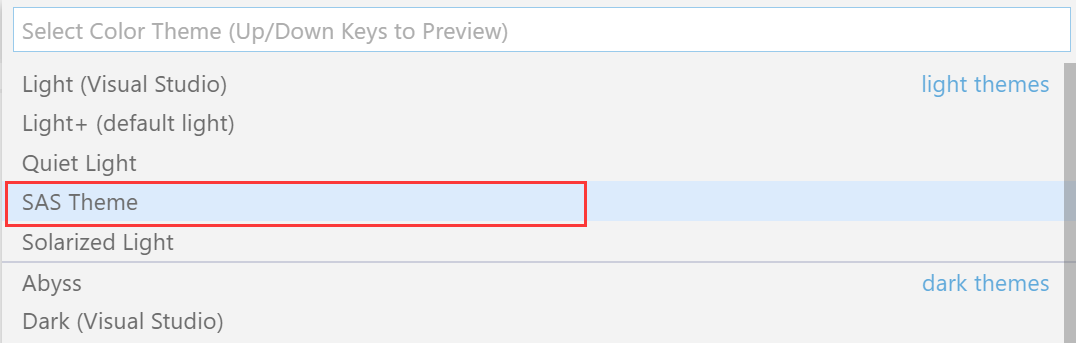 Select Color Theme (Up/Down Keys to Preview)
Light (Visual Studio) light themes
Light+ (default light)
Quiet Light
SAS Theme
Solarized Light
Abyss dark themes
Dark (Visual Studio)